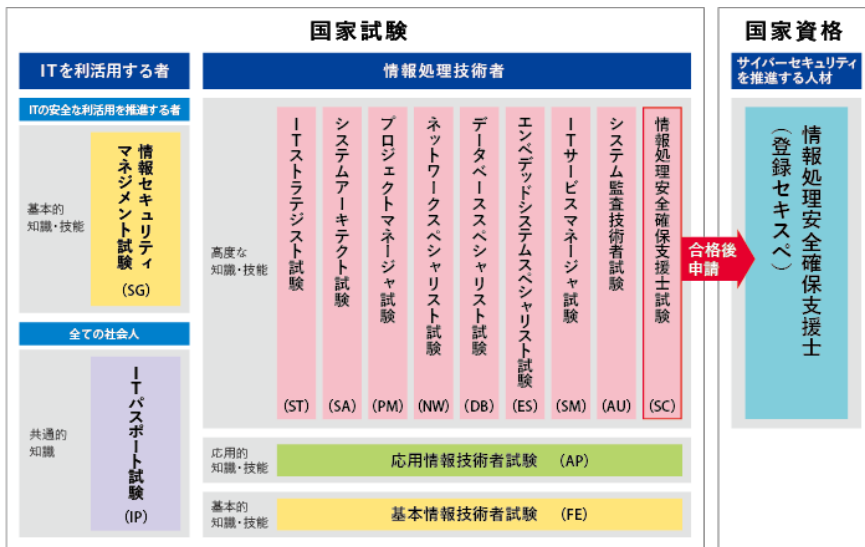 国家試験
国家資格
ITを利活用する者
情報処理技術者
サイバーセキュリティ
を推進する人材
ITの安全な利活用を推進する者
基本的
知識・技能
情報セキュリティ
マネジメント試験
(SG)
全ての社会人
共通的
知識
ITパスポート試験
(IP)
高度な
知識・技能
ITストラテジスト試験
(ST)
システムアーキテクト試験
(SA)
プロジェクトマネージャ試験
(PM)
ネットワークスペシャリスト試験
(NW)
データベーススペシャリスト試験
(DB)
エンベデッドシステムスペシャリスト試験
(ES)
ITサービスマネージャ試験
(SM)
システム監査技術者試験
(AU)
情報処理安全確保支援士試験
(SC)
合格後
申請
情報処理安全確保支援士
(登録セキスペ)
応用的
知識・技能
応用情報技術者試験 (AP)
基本的
知識・技能
基本情報技術者試験 (FE)